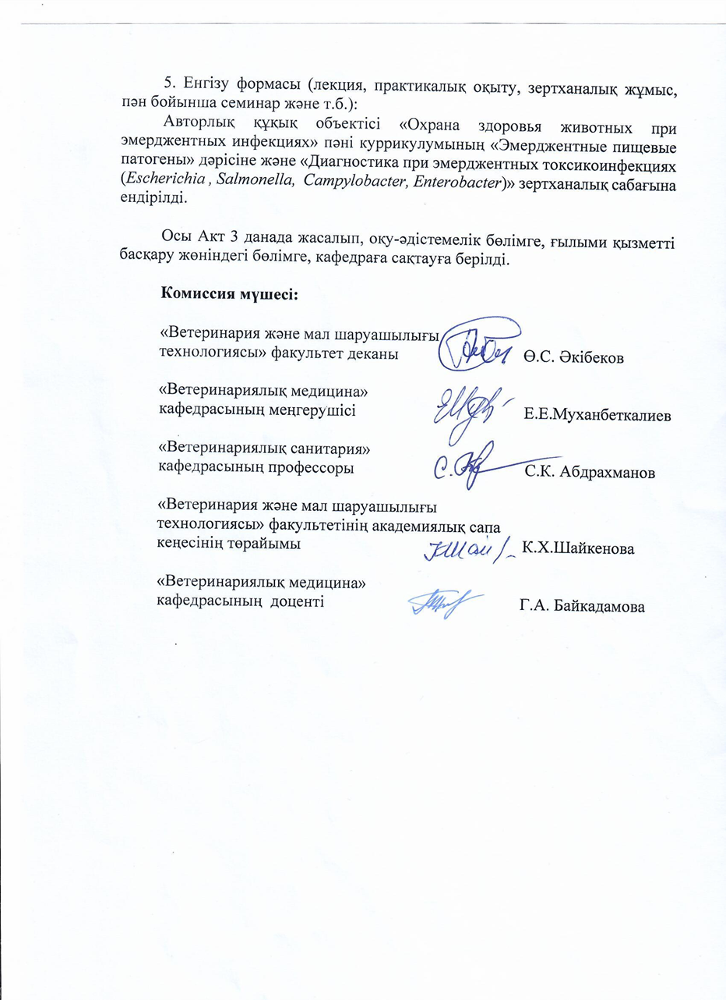 5. Енгізу формасы (лекция, практикалық оқыту, зертханалық жұмыс,
пән бойынша семинар және т.б.):
Авторлық құқық объектісі «Охрана здоровья животных при
эмерджентных инфекциях» пәні куррикулумының «Эмерджентные пищевые
патогены» дәрісіне және «Диагностика при эмерджентных токсикоинфекциях
(Escherichia , Salmonella, Campylobacter, Enterobacter)» зертханалық сабағына
ендірілді.
Осы Акт 3 данада жасалып, оқу-әдістемелік бөлімге, ғылыми қызметті
басқару жөніндегі бөлімге, кафедраға сақтауға берілді.
Комиссия мүшесі:
«Ветеринария және мал шаруашылығы
технологиясы» факультет деканы Ө.С. Әкібеков
«Ветеринариялық медицина»
кафедрасының меңгерушісі Е.Е.Муханбеткалиев
«Ветеринариялық санитария»
кафедрасының профессоры С.К. Абдрахманов
«Ветеринария және мал шаруашылығы
технологиясы» факультетінің академиялық сапа
кеңесінің төрайымы К.Х.Шайкенова
«Ветеринариялық медицина»
кафедрасының доценті Г.А. Байкадамова